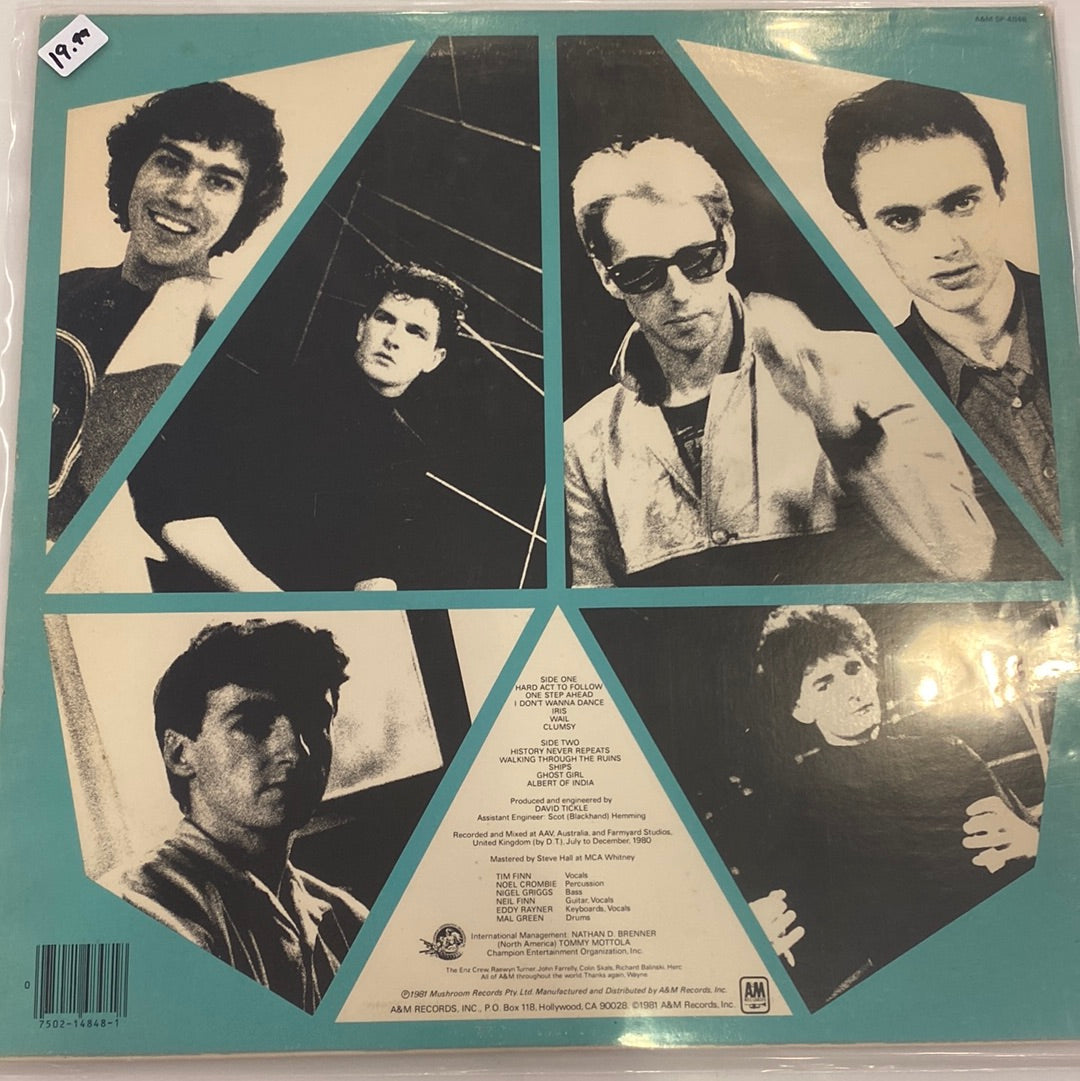 19.99
A&M SP-4848
SIDE ONE
HARD ACT TO FOLLOW
ONE STEP AHEAD
I DON'T WANNA DANCE
IRIS
WAIL
CLUMSY
SIDE TWO
HISTORY NEVER REPEATS
WALKING THROUGH THE RUINS
SHIPS
GHOST GIRL
ALBERT OF INDIA
Produced and engineered by
DAVID TICKLE
Assistant Engineer: Scot (Blackhand) Hemming
Recorded and Mixed at AAV, Australia, and Farmyard Studios,
United Kingdom (by D.T.), July to December, 1980
Mastered by Steve Hall at MCA Whitney
TIM FINN Vocals
NOEL CROMBIE Percussion
NIGEL GRIGGS Bass
NEIL FINN Guitar, Vocals
EDDY RAYNER Keyboards, Vocals
MAL GREEN Drums
International Management: NATHAN D. BRENNER
(North America) TOMMY MOTTOLA
Champion Entertainment Organization, Inc.
The Enz Crew, Raewyn Turner, John Farrelly, Colin Skals, Richard Balinski, Herc
All of A&M throughout the world. Thanks again, Wayne
℗1981 Mushroom Records Pty. Ltd. Manufactured and Distributed by A&M Records, Inc.
A&M RECORDS, INC., P.O. Box 118, Hollywood, CA 90028. ©1981 A&M Records, Inc.
A&M
RECORDS
0
7502-14848-1